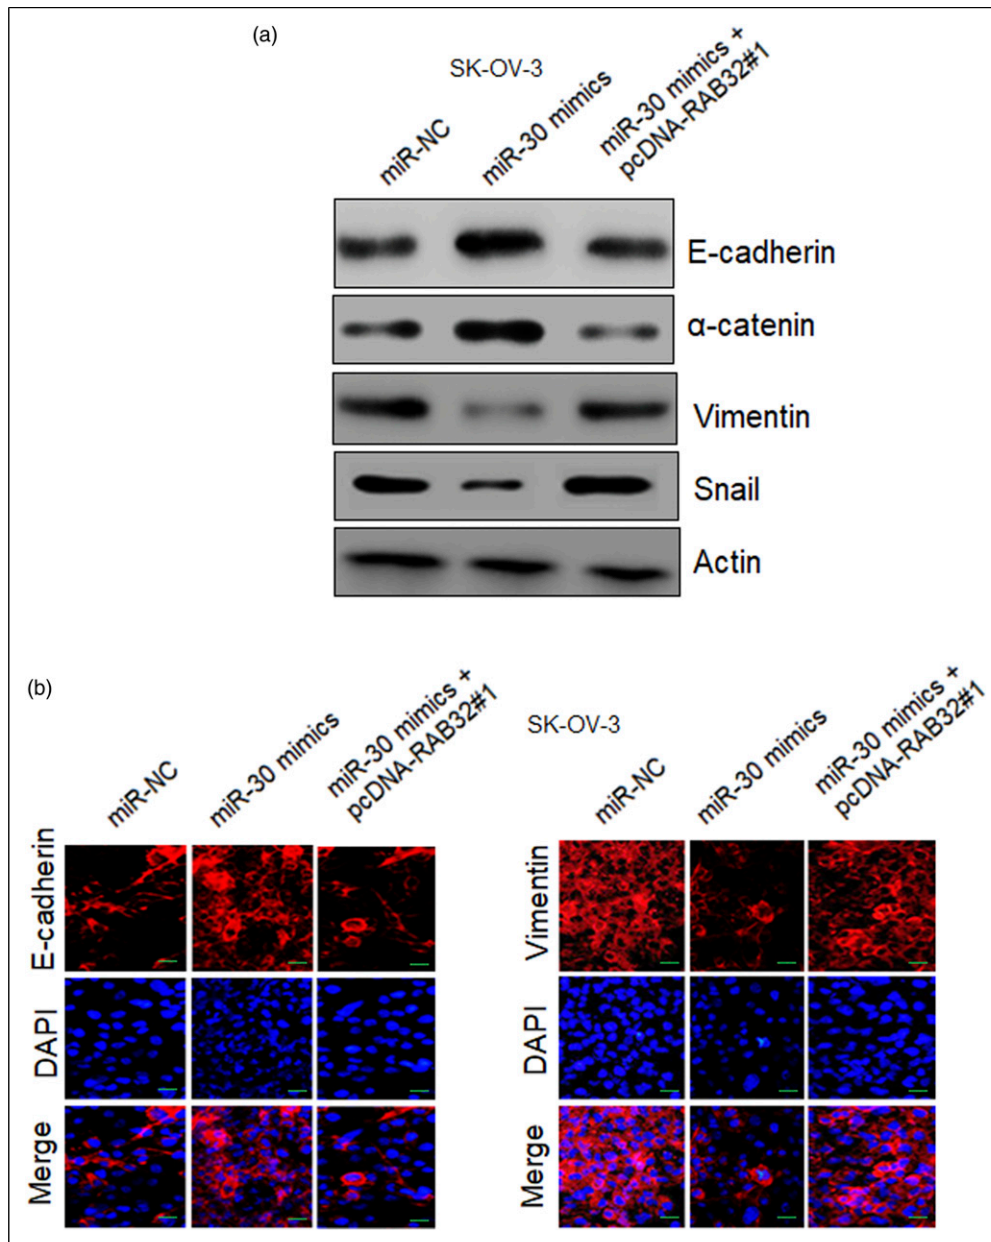 (a)
SK-OV-3
miR-NC
miR-30 mimics
miR-30 mimics +
pcDNA-RAB32#1
E-cadherin
α-catenin
Vimentin
Snail
Actin
(b)
miR-NC
miR-30 mimics
miR-30 mimics +
pcDNA-RAB32#1
SK-OV-3
miR-NC
miR-30 mimics
miR-30 mimics +
pcDNA-RAB32#1
E-cadherin
DAPI
Merge
Vimentin
DAPI
Merge